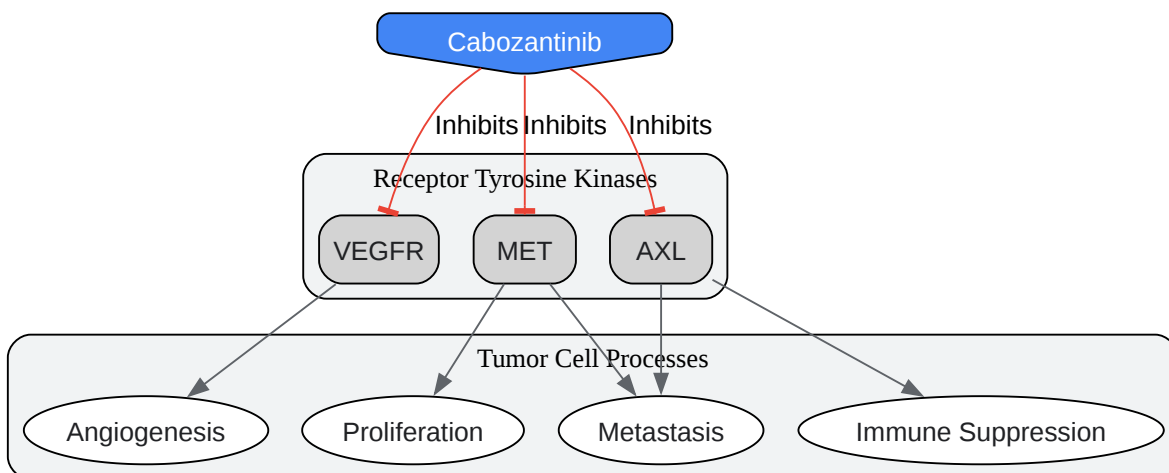 Cabozantinib
Inhibits Inhibits Inhibits
Receptor Tyrosine Kinases
VEGFR MET AXL
Tumor Cell Processes
Angiogenesis Proliferation Metastasis Immune Suppression